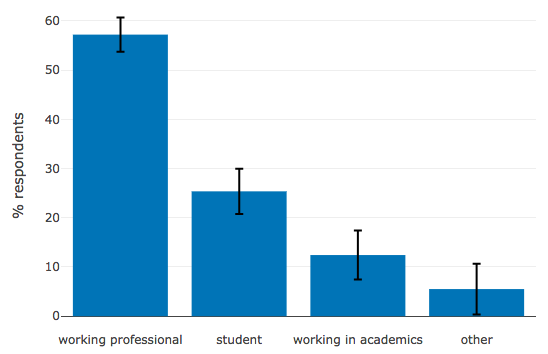 60
50
40
30
20
10
0
% respondents
working professional
student
working in academics
other